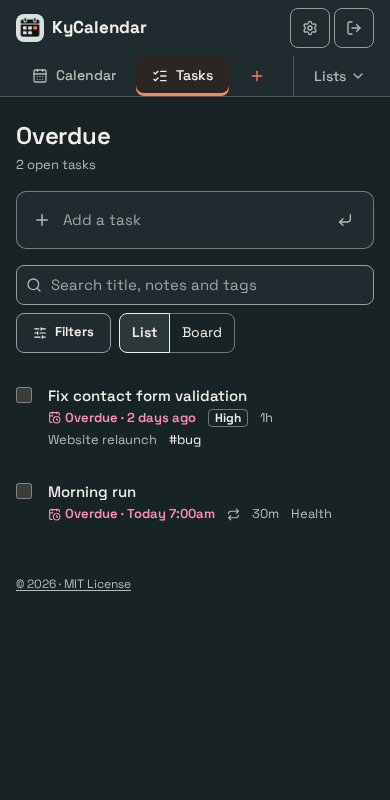 KyCalendar
Calendar
Tasks
+
Lists
Overdue
2 open tasks
Add a task
Search title, notes and tags
Filters
List
Board
Fix contact form validation
Overdue · 2 days ago High 1h
Website relaunch #bug
Morning run
Overdue · Today 7:00am 30m Health
© 2026 · MIT License